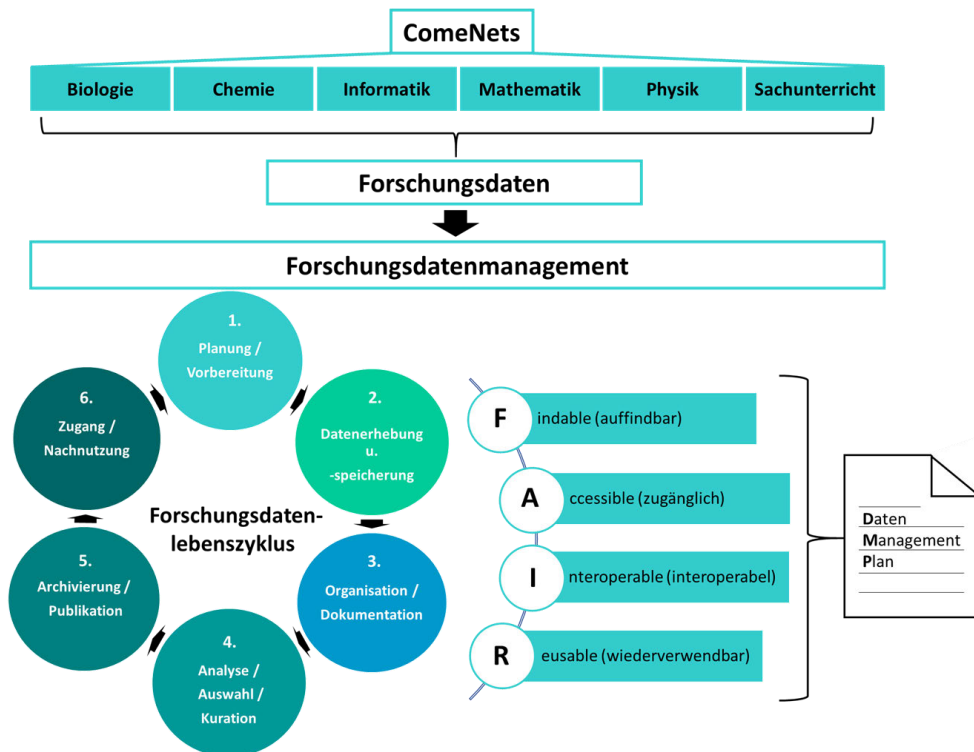 ComeNets
Biologie
Chemie
Informatik
Mathematik
Physik
Sachunterricht
Forschungsdaten
Forschungsdatenmanagement
1.
Planung /
Vorbereitung
2.
Datenerhebung
u.
-speicherung
3.
Organisation /
Dokumentation
4.
Analyse /
Auswahl /
Kuration
5.
Archivierung /
Publikation
6.
Zugang /
Nachnutzung
Forschungsdaten-
lebenszyklus
F indable (auffindbar)
A ccessible (zugänglich)
I nteroperable (interoperabel)
R eusable (wiederverwendbar)
Daten
Management
Plan